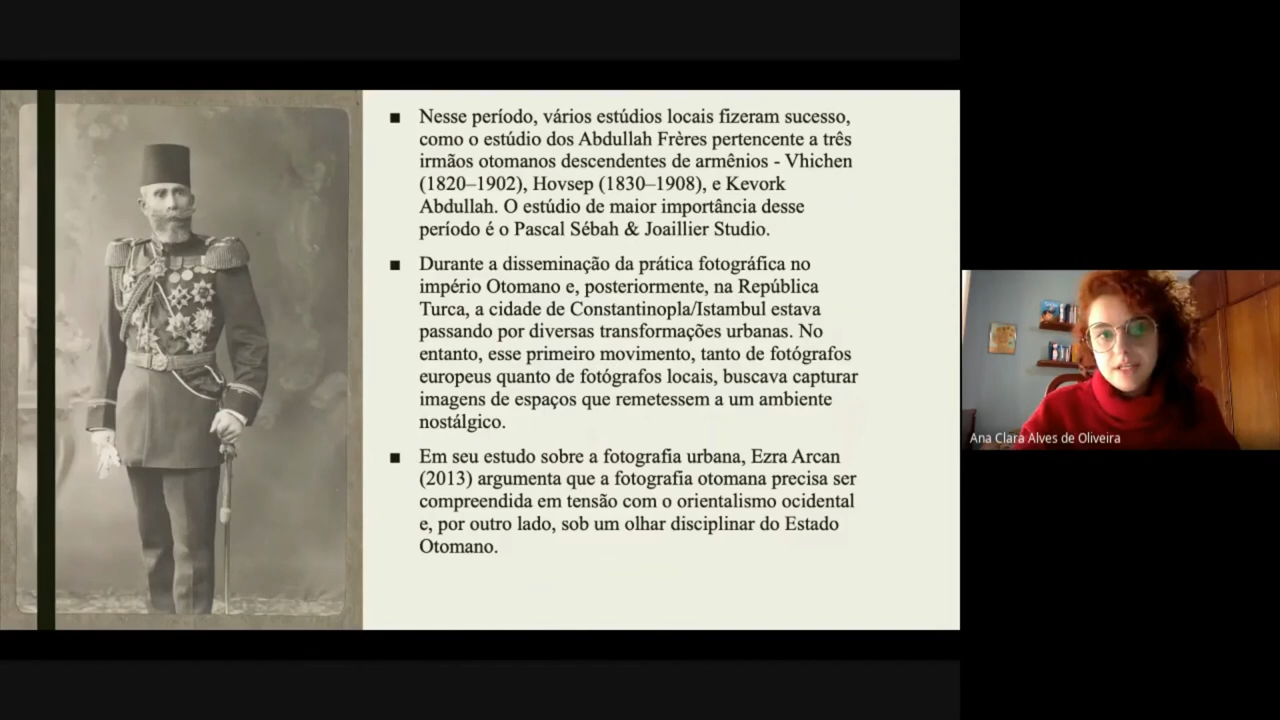 ■ Nesse período, vários estúdios locais fizeram sucesso,
como o estúdio dos Abdullah Frères pertencente a três
irmãos otomanos descendentes de armênios - Vhichen
(1820–1902), Hovsep (1830–1908), e Kevork
Abdullah. O estúdio de maior importância desse
período é o Pascal Sébah & Joaillier Studio.
■ Durante a disseminação da prática fotográfica no
império Otomano e, posteriormente, na República
Turca, a cidade de Constantinopla/Istambul estava
passando por diversas transformações urbanas. No
entanto, esse primeiro movimento, tanto de fotógrafos
europeus quanto de fotógrafos locais, buscava capturar
imagens de espaços que remetessem a um ambiente
nostálgico.
■ Em seu estudo sobre a fotografia urbana, Ezra Arcan
(2013) argumenta que a fotografia otomana precisa ser
compreendida em tensão com o orientalismo ocidental
e, por outro lado, sob um olhar disciplinar do Estado
Otomano.
Ana Clara Alves de Oliveira